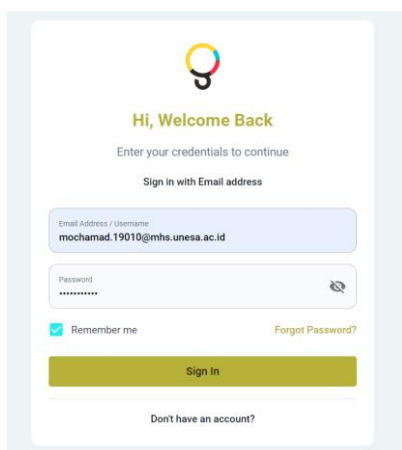 Hi, Welcome Back
Enter your credentials to continue
Sign in with Email address
Email Address / Username
mochamad.19010@mhs.unesa.ac.id
Password
•••••••••••
Remember me
Forgot Password?
Sign In
Don't have an account?